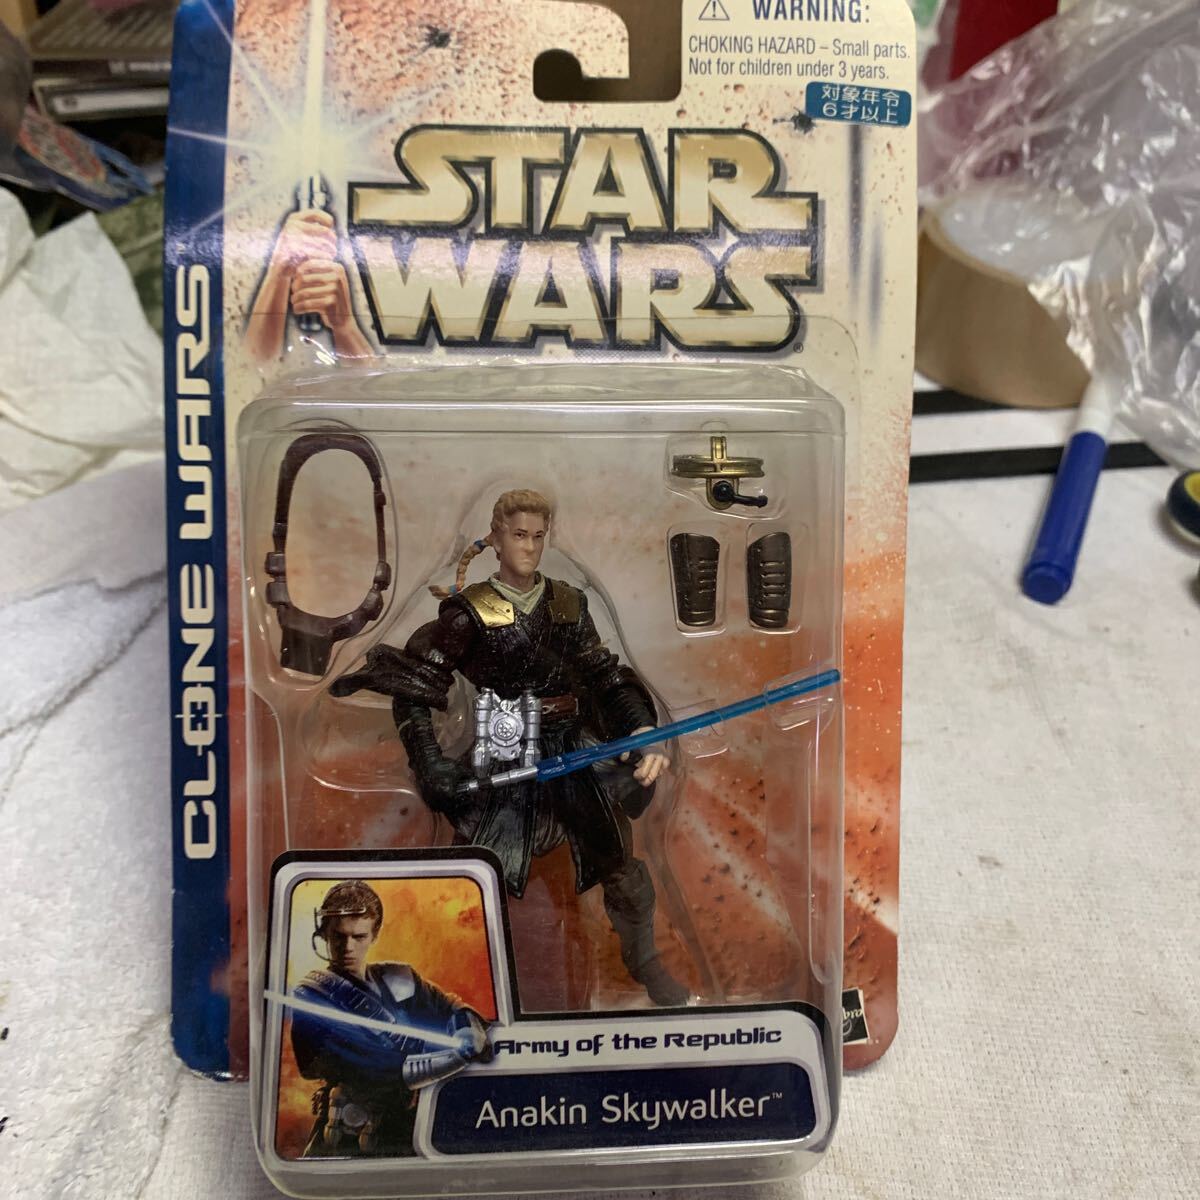 WARNING:
CHOKING HAZARD – Small parts.
Not for children under 3 years.
対象年令
6才以上
STAR
WARS®
CLONE WARS
Army of the Republic
Anakin Skywalker™